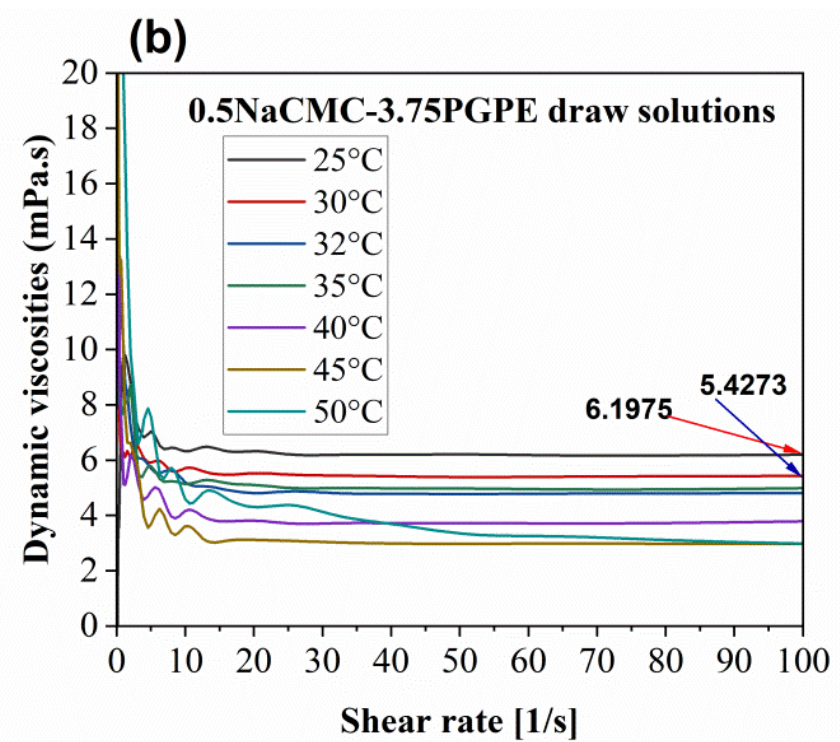 (b)
0.5NaCMC-3.75PGPE draw solutions
25°C
30°C
32°C
35°C
40°C
45°C
50°C
6.1975
5.4273
Dynamic viscosities (mPa.s)
20
18
16
14
12
10
8
6
4
2
0
0 10 20 30 40 50 60 70 80 90 100
Shear rate [1/s]